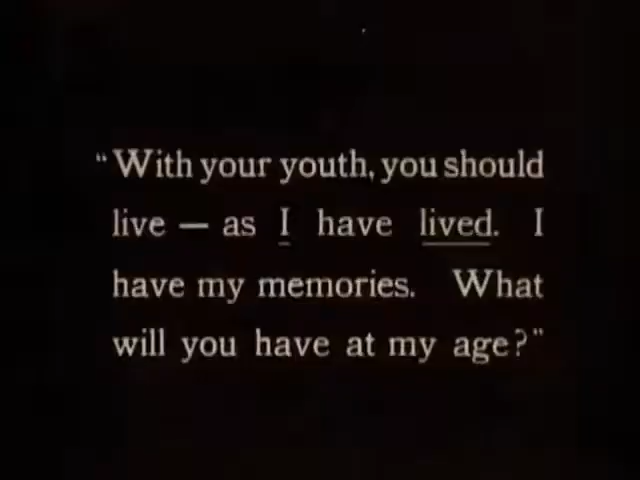 "With your youth, you should
live — as I have lived. I
have my memories. What
will you have at my age?"